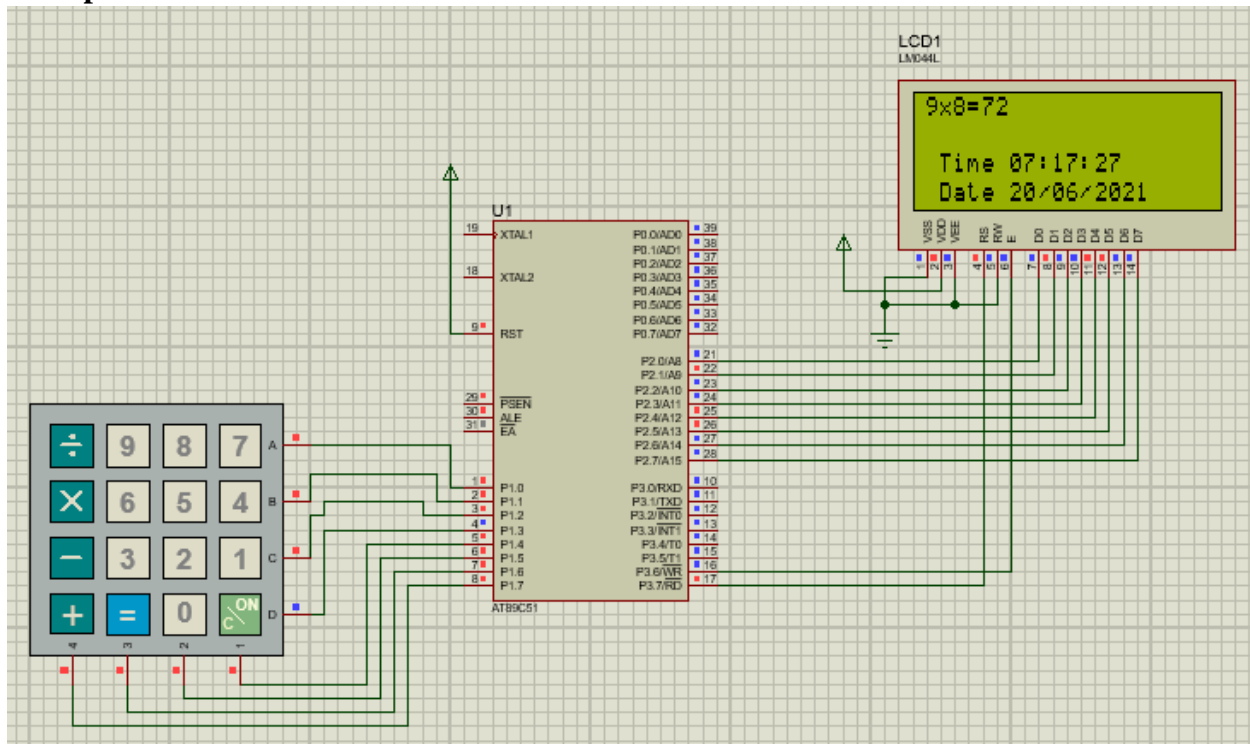 LCD1
LM044L
9x8=72
Time 07:17:27
Date 20/06/2021
VSS VDD VEE RS RW E D0 D1 D2 D3 D4 D5 D6 D7
1 2 3 4 5 6 7 8 9 10 11 12 13 14
U1
19 XTAL1
18 XTAL2
9 RST
29 PSEN
30 ALE
31 EA
1 P1.0
2 P1.1
3 P1.2
4 P1.3
5 P1.4
6 P1.5
7 P1.6
8 P1.7
P0.0/AD0 39
P0.1/AD1 38
P0.2/AD2 37
P0.3/AD3 36
P0.4/AD4 35
P0.5/AD5 34
P0.6/AD6 33
P0.7/AD7 32
P2.0/A8 21
P2.1/A9 22
P2.2/A10 23
P2.3/A11 24
P2.4/A12 25
P2.5/A13 26
P2.6/A14 27
P2.7/A15 28
P3.0/RXD 10
P3.1/TXD 11
P3.2/INT0 12
P3.3/INT1 13
P3.4/T0 14
P3.5/T1 15
P3.6/WR 16
P3.7/RD 17
AT89C51
÷ 9 8 7 A
× 6 5 4 B
− 3 2 1 C
+ = 0 ON/C D
4 3 2 1